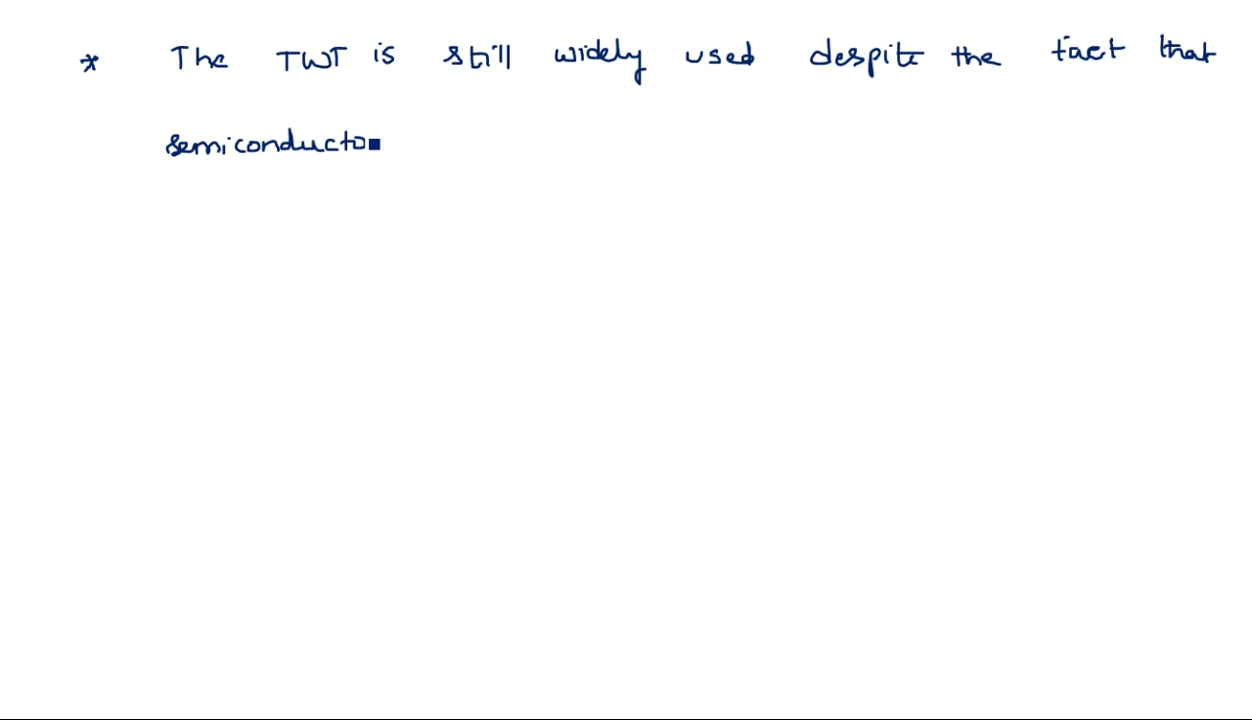 * The TWT is still widely used despite the fact that
semiconducto